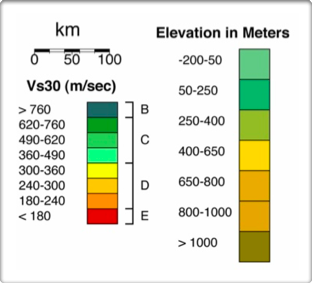 km
0 50 100
Vs30 (m/sec)
> 760 B
620-760
490-620 C
360-490
300-360
240-300 D
180-240
< 180 E
Elevation in Meters
-200-50
50-250
250-400
400-650
650-800
800-1000
> 1000